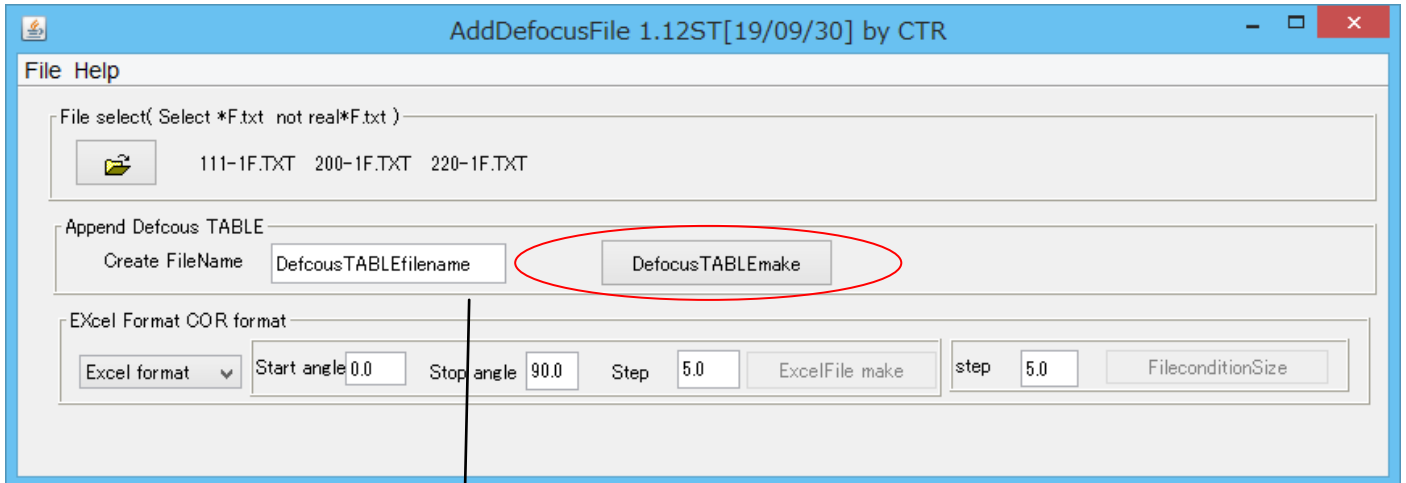 AddDefocusFile 1.12ST[19/09/30] by CTR
File Help
File select( Select *F.txt not real*F.txt )
111-1F.TXT 200-1F.TXT 220-1F.TXT
Append Defcous TABLE
Create FileName DefcousTABLEfilename DefocusTABLEmake
EXcel Format COR format
Excel format Start angle 0.0 Stop angle 90.0 Step 5.0 ExcelFile make step 5.0 FileconditionSize